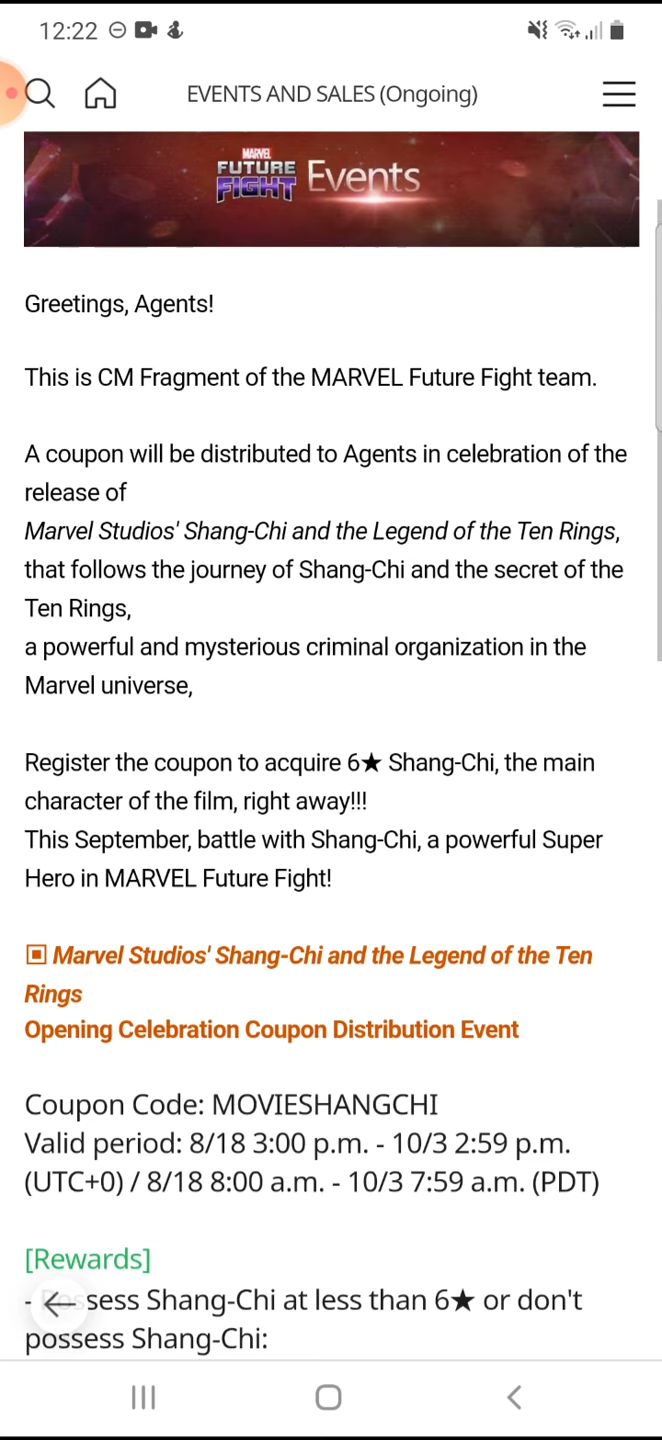 12:22
EVENTS AND SALES (Ongoing)
MARVEL
FUTURE
FIGHT Events
Greetings, Agents!
This is CM Fragment of the MARVEL Future Fight team.
A coupon will be distributed to Agents in celebration of the
release of
Marvel Studios' Shang-Chi and the Legend of the Ten Rings,
that follows the journey of Shang-Chi and the secret of the
Ten Rings,
a powerful and mysterious criminal organization in the
Marvel universe,
Register the coupon to acquire 6★ Shang-Chi, the main
character of the film, right away!!!
This September, battle with Shang-Chi, a powerful Super
Hero in MARVEL Future Fight!
▣ Marvel Studios' Shang-Chi and the Legend of the Ten
Rings
Opening Celebration Coupon Distribution Event
Coupon Code: MOVIESHANGCHI
Valid period: 8/18 3:00 p.m. - 10/3 2:59 p.m.
(UTC+0) / 8/18 8:00 a.m. - 10/3 7:59 a.m. (PDT)
[Rewards]
- Possess Shang-Chi at less than 6★ or don't
possess Shang-Chi: